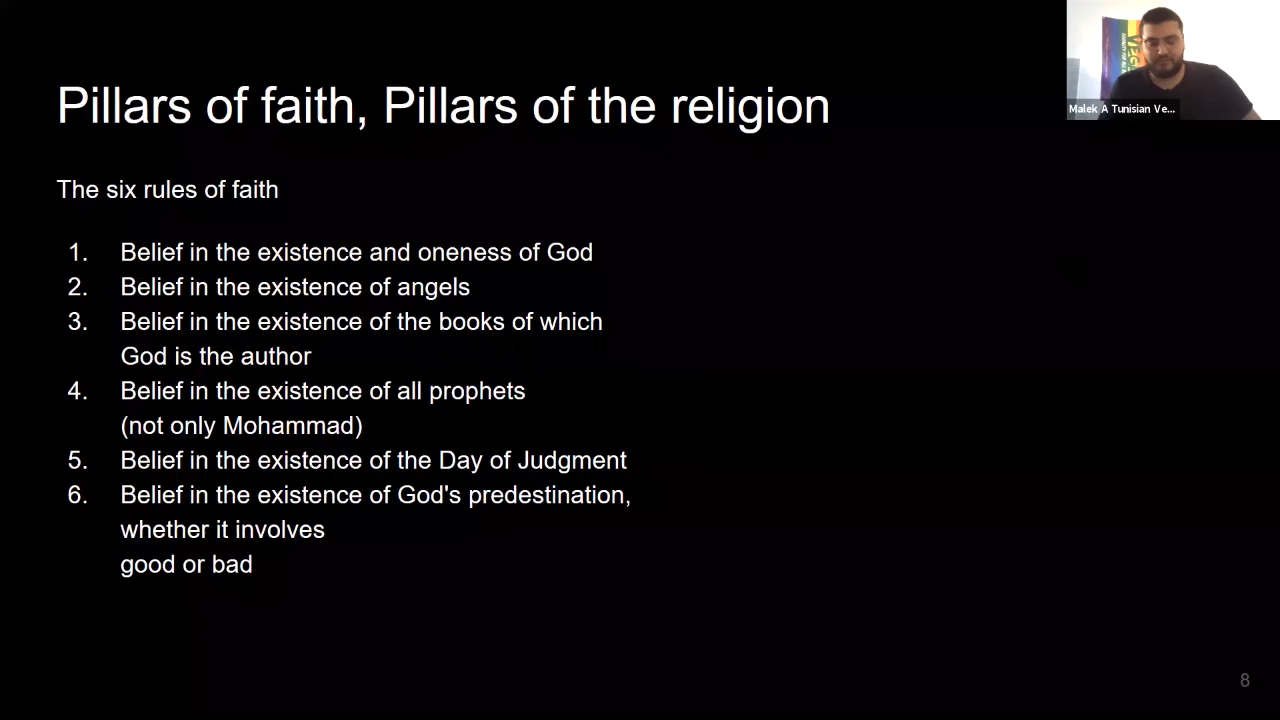 Pillars of faith, Pillars of the religion
Malek A Tunisian Ve...
The six rules of faith
1. Belief in the existence and oneness of God
2. Belief in the existence of angels
3. Belief in the existence of the books of which
God is the author
4. Belief in the existence of all prophets
(not only Mohammad)
5. Belief in the existence of the Day of Judgment
6. Belief in the existence of God's predestination,
whether it involves
good or bad
8